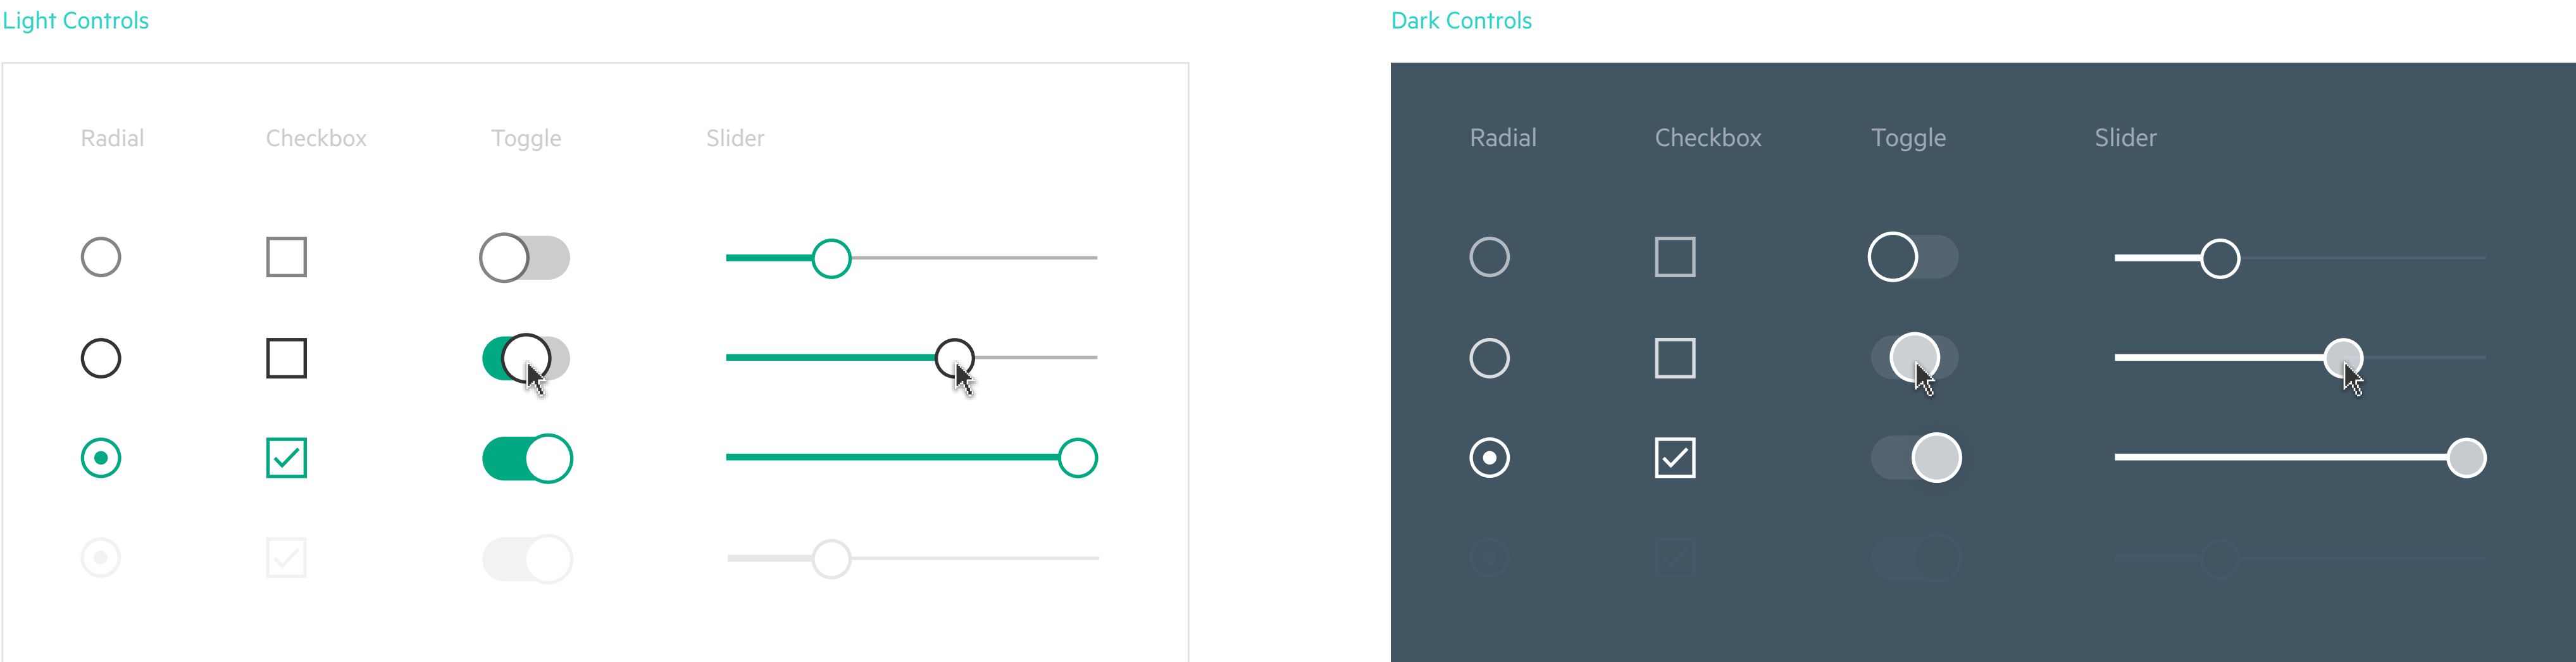 Light Controls
Radial Checkbox Toggle Slider
Dark Controls
Radial Checkbox Toggle Slider